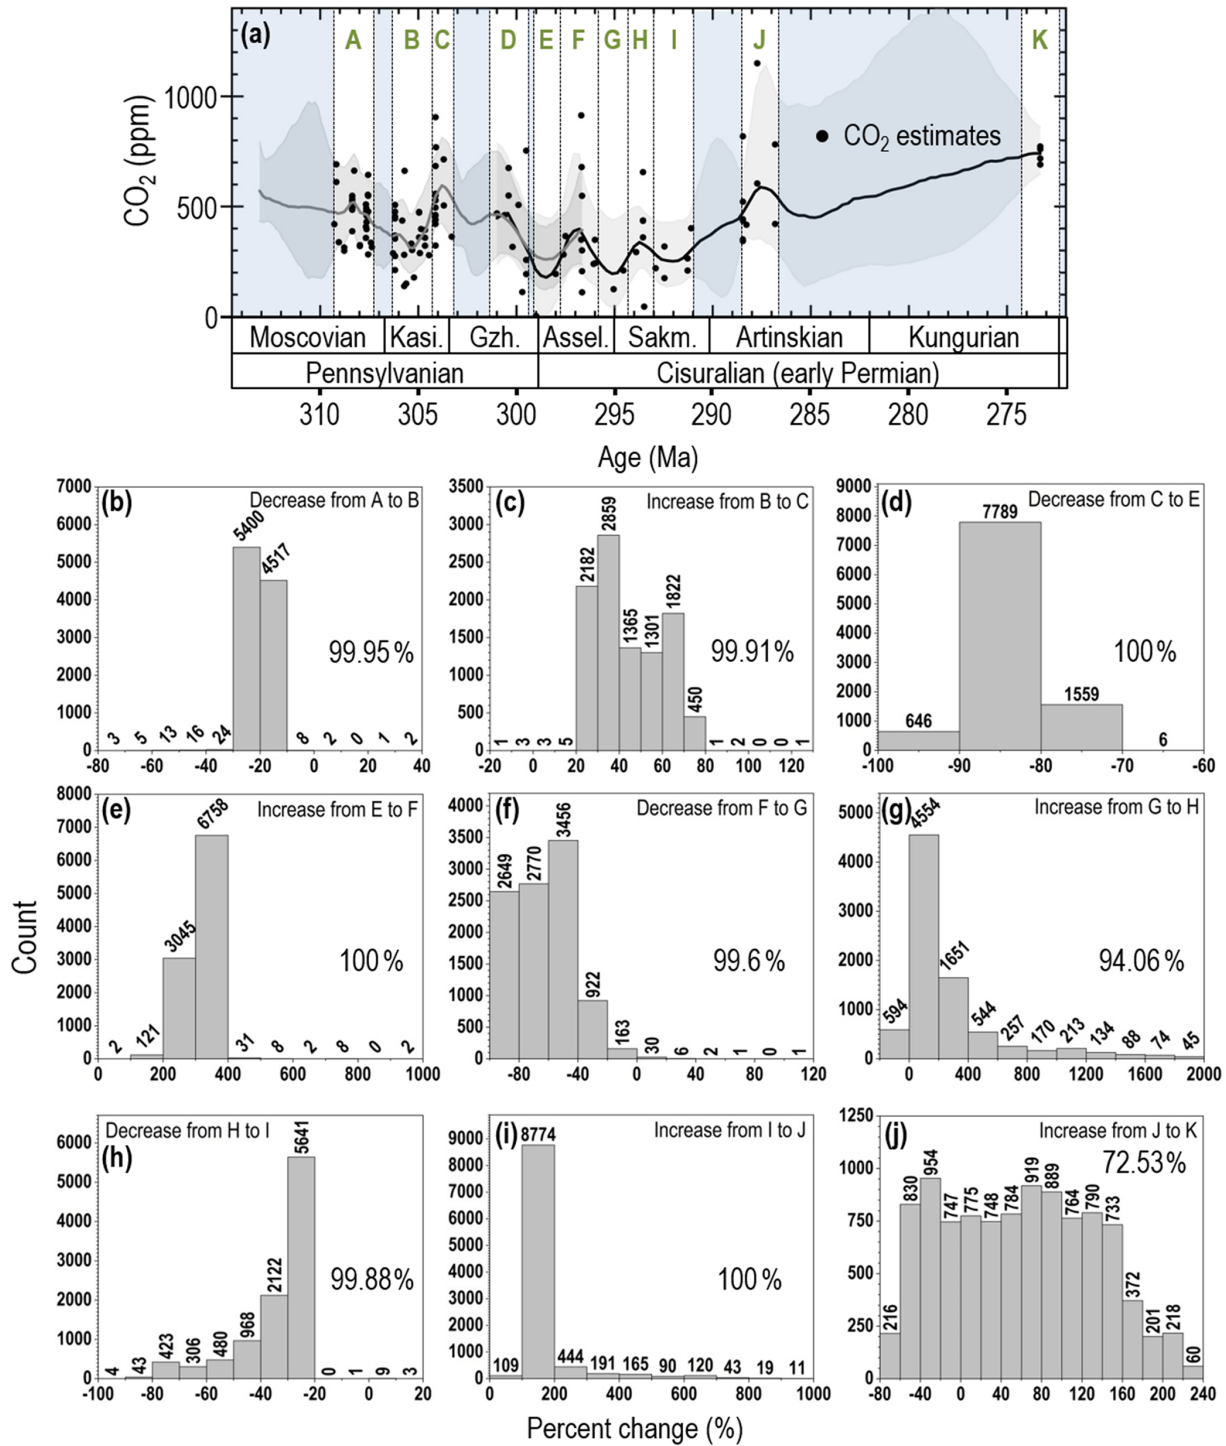 (a)
A B C D E F G H I J K
CO2 (ppm)
1000
500
0
CO2 estimates
Moscovian Kasi. Gzh. Assel. Sakm. Artinskian Kungurian
Pennsylvanian Cisuralian (early Permian)
310 305 300 295 290 285 280 275
Age (Ma)
Count
(b) Decrease from A to B
7000
6000
5000
4000
3000
2000
1000
0
3 5 13 16 24 5400 4517 8 2 0 1 2
99.95%
-80 -60 -40 -20 0 20 40
(c) Increase from B to C
3500
3000
2500
2000
1500
1000
500
0
1 3 3 5 2182 2859 1365 1301 1822 450 1 2 0 0 1
99.91%
-20 0 20 40 60 80 100 120
(d) Decrease from C to E
9000
8000
7000
6000
5000
4000
3000
2000
1000
0
646 7789 1559 6
100%
-100 -90 -80 -70 -60
(e) Increase from E to F
8000
7000
6000
5000
4000
3000
2000
1000
0
2 121 3045 6758 31 8 2 8 0 2
100%
0 200 400 600 800 1000
(f) Decrease from F to G
4000
3500
3000
2500
2000
1500
1000
500
0
2649 2770 3456 922 163 30 6 2 1 0 1
99.6%
-80 -40 0 40 80 120
(g) Increase from G to H
5000
4000
3000
2000
1000
0
594 4554 1651 544 257 170 213 134 88 74 45
94.06%
0 400 800 1200 1600 2000
Decrease from H to I
(h)
6000
5000
4000
3000
2000
1000
0
4 43 423 306 480 968 2122 5641 0 1 9 3
99.88%
-100 -80 -60 -40 -20 0 20
(i) Increase from I to J
9000
8000
7000
6000
5000
4000
3000
2000
1000
0
109 8774 444 191 165 90 120 43 19 11
100%
0 200 400 600 800 1000
(j) Increase from J to K
72.53%
1250
1000
750
500
250
0
216 830 954 747 775 748 784 919 889 764 790 733 372 201 218 60
-80 -40 0 40 80 120 160 200 240
Percent change (%)